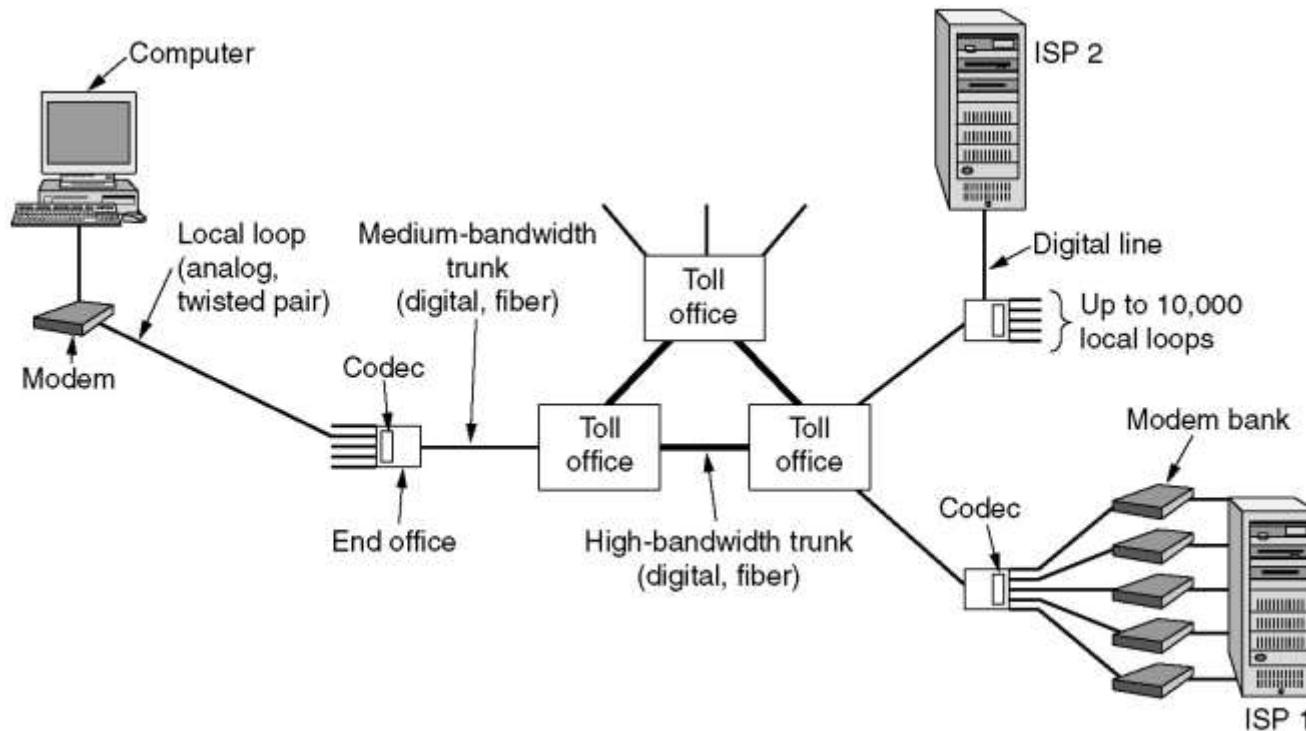 Computer
ISP 2
Local loop
(analog,
twisted pair)
Medium-bandwidth
trunk
(digital, fiber)
Toll
office
Digital line
Up to 10,000
local loops
Modem
Codec
Toll
office
Toll
office
Modem bank
End office
High-bandwidth trunk
(digital, fiber)
Codec
ISP 1